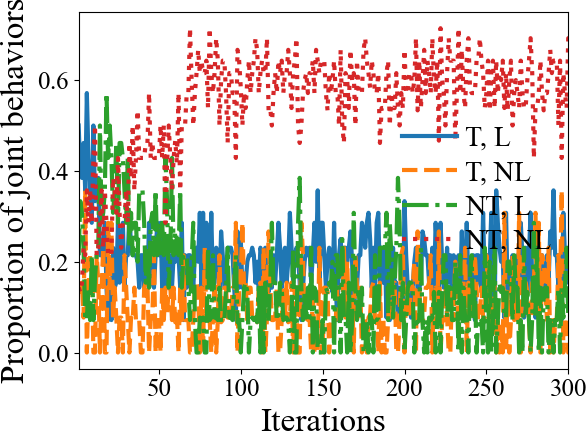 Proportion of joint behaviors
0.6
0.4
0.2
0.0
T, L
T, NL
NT, L
NT, NL
50
100
150
200
250
300
Iterations